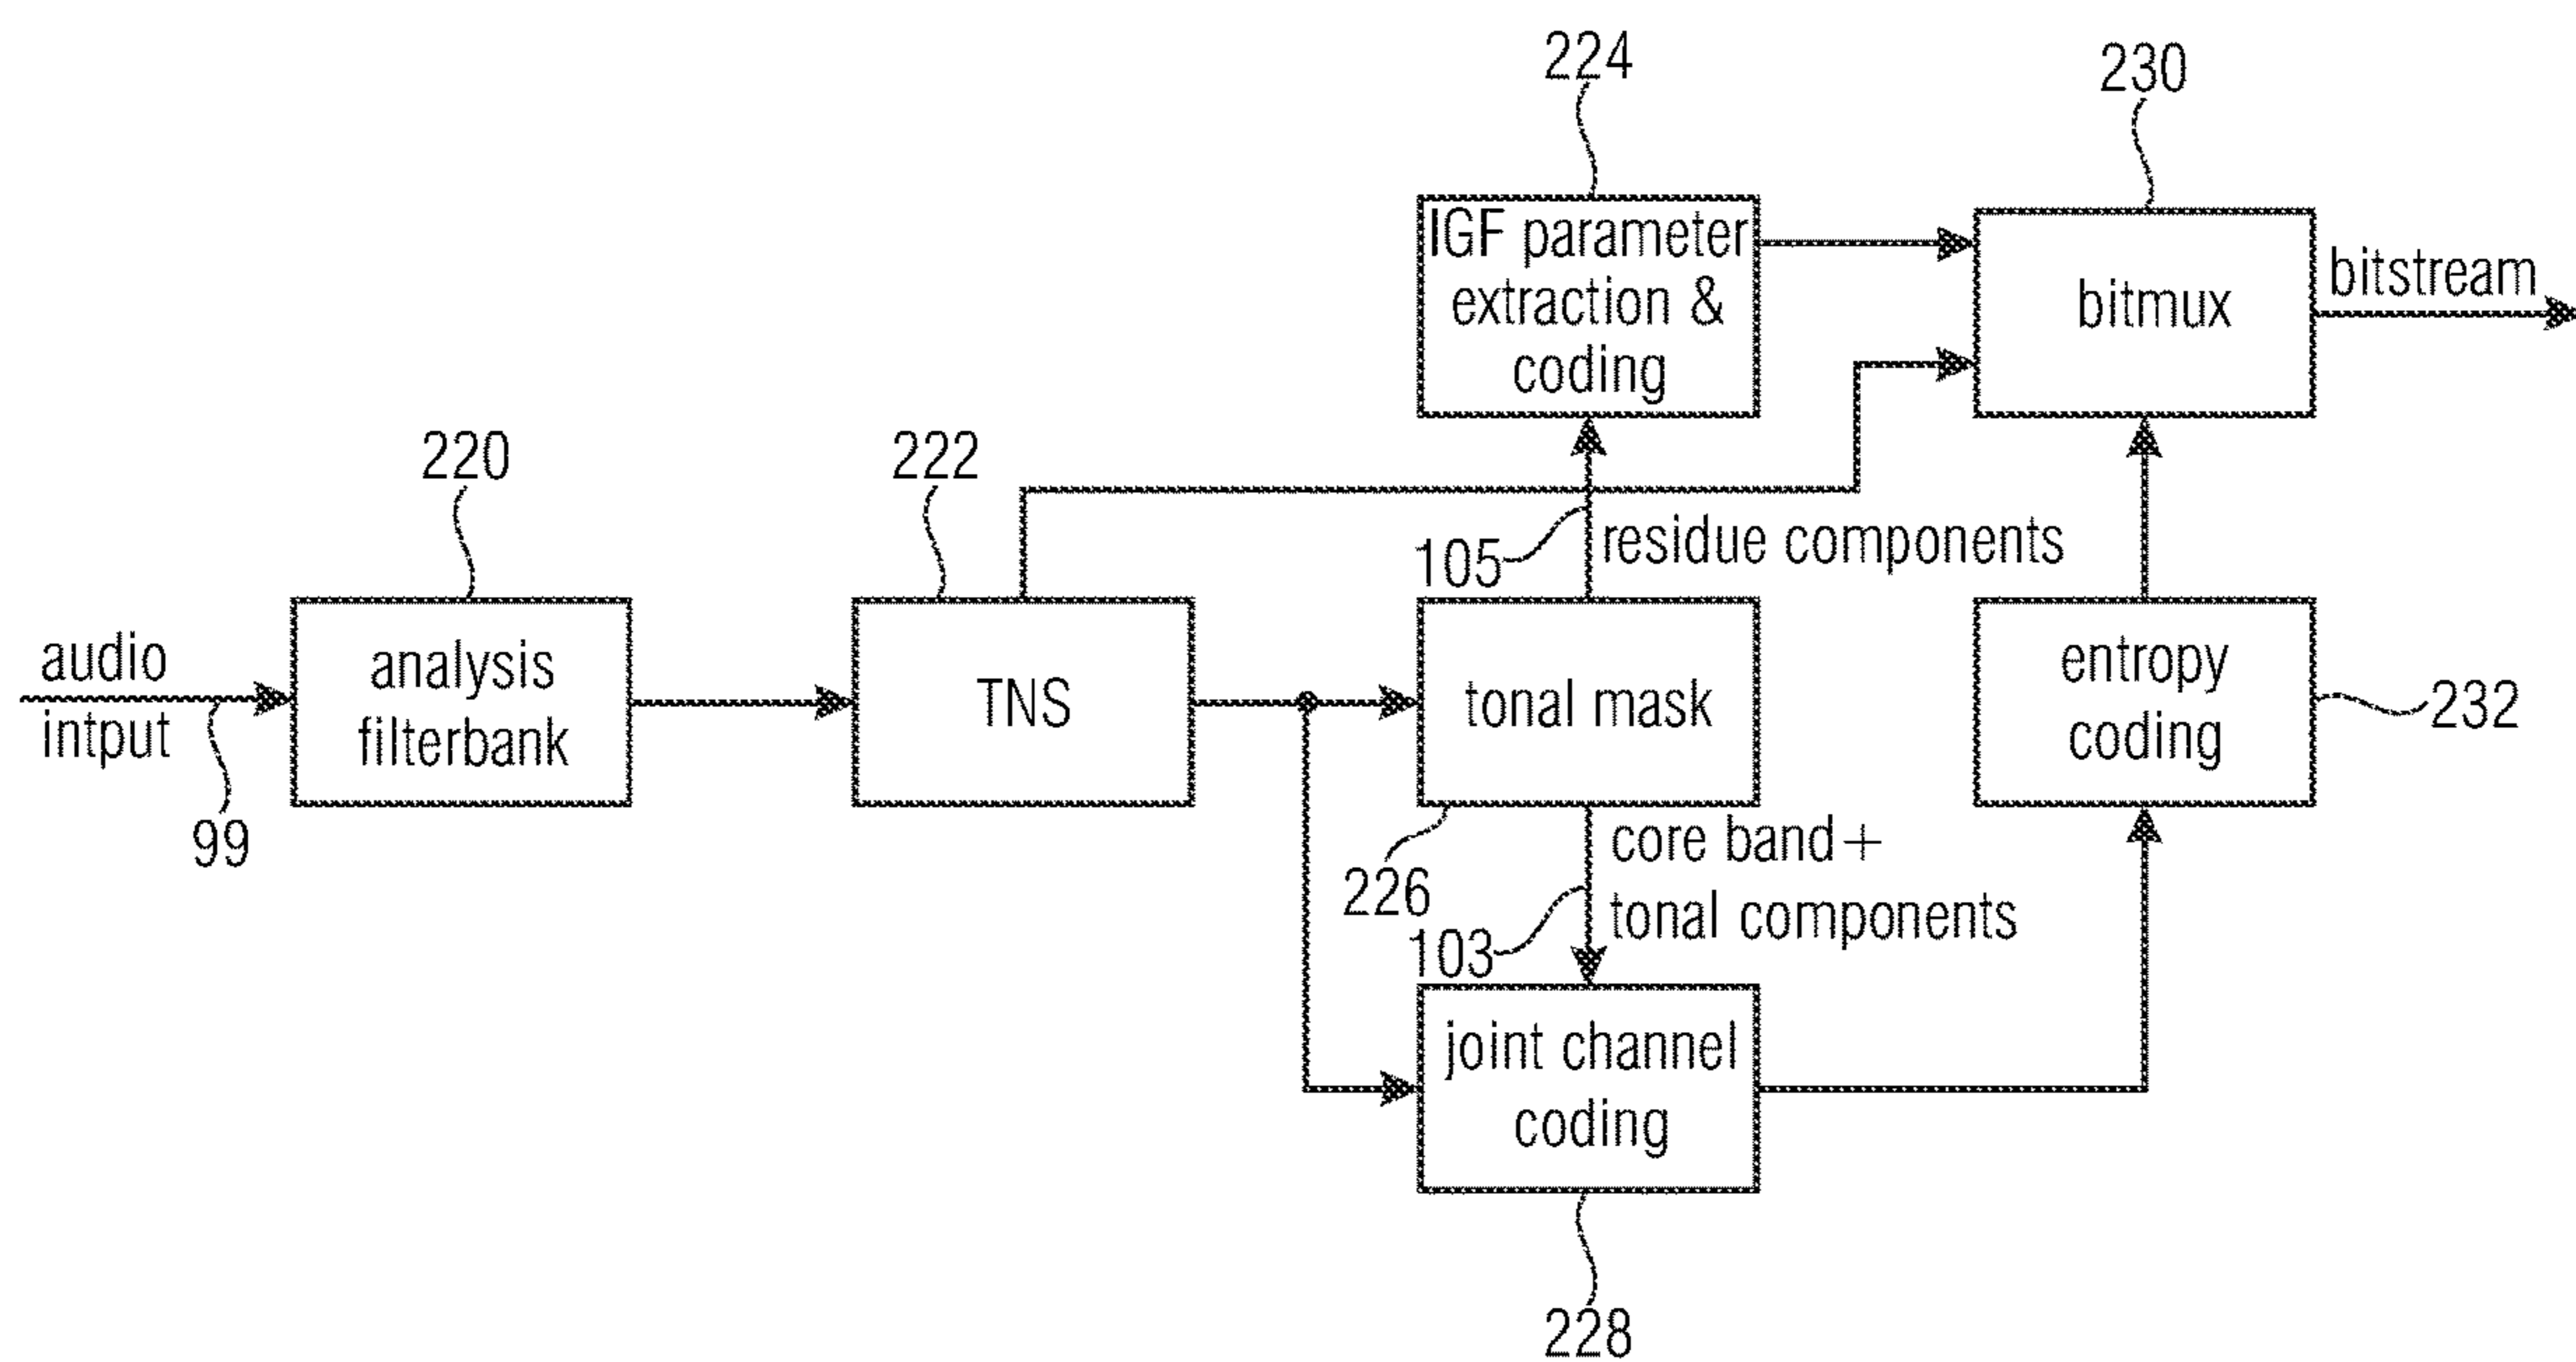 224
230
IGF parameter
extraction &
coding
bitmux
bitstream
220
222
105
residue components
audio
intput
99
analysis
filterbank
TNS
tonal mask
entropy
coding
232
226
core band+
tonal components
103
joint channel
coding
228